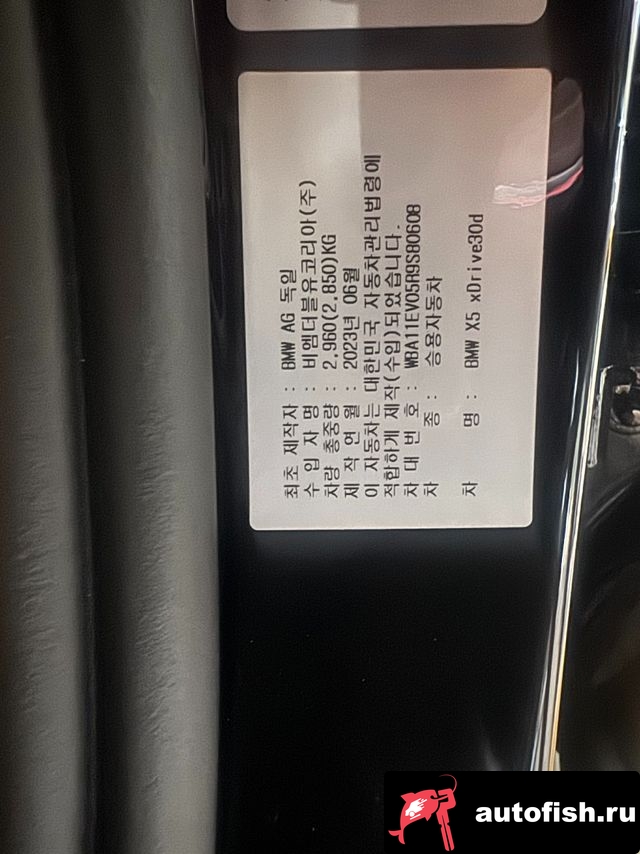 최초 제작자 : BMW AG 독일
수 입 자 명 : 비엠더블유코리아(주)
차량 총중량 : 2,960(2,850)KG
제 작 연 월 : 2023년 06월
이 자동차는 대한민국 자동차관리법령에
적합하게 제작(수입)되었습니다.
차 대 번 호 : WBA11EV05R9S80608
차 종 : 승용자동차
차 명 : BMW X5 xDrive30d
autofish.ru